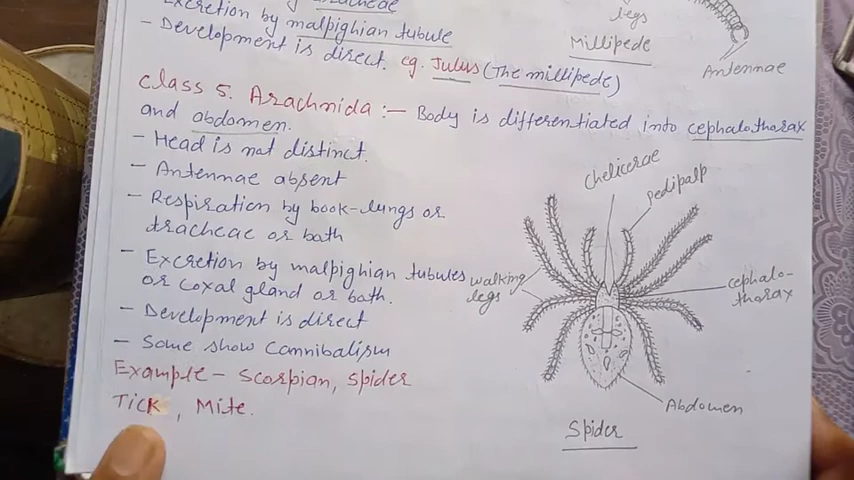 Excretion by malpighian tubule
- Development is direct. eg. Julus (The millipede)
legs
Millipede
Antennae
Class 5. Arachnida :- Body is differentiated into cephalothorax
and abdomen.
- Head is not distinct.
- Antennae absent
- Respiration by book-lungs or
tracheae or bath
- Excretion by malpighian tubules
or coxal gland or bath.
- Development is direct
- Some show Cannibalism
Example - Scorpian, Spider
Tick, Mite.
Chelicerae
Pedipalp
walking
legs
cephalo-
thorax
Abdomen
Spider